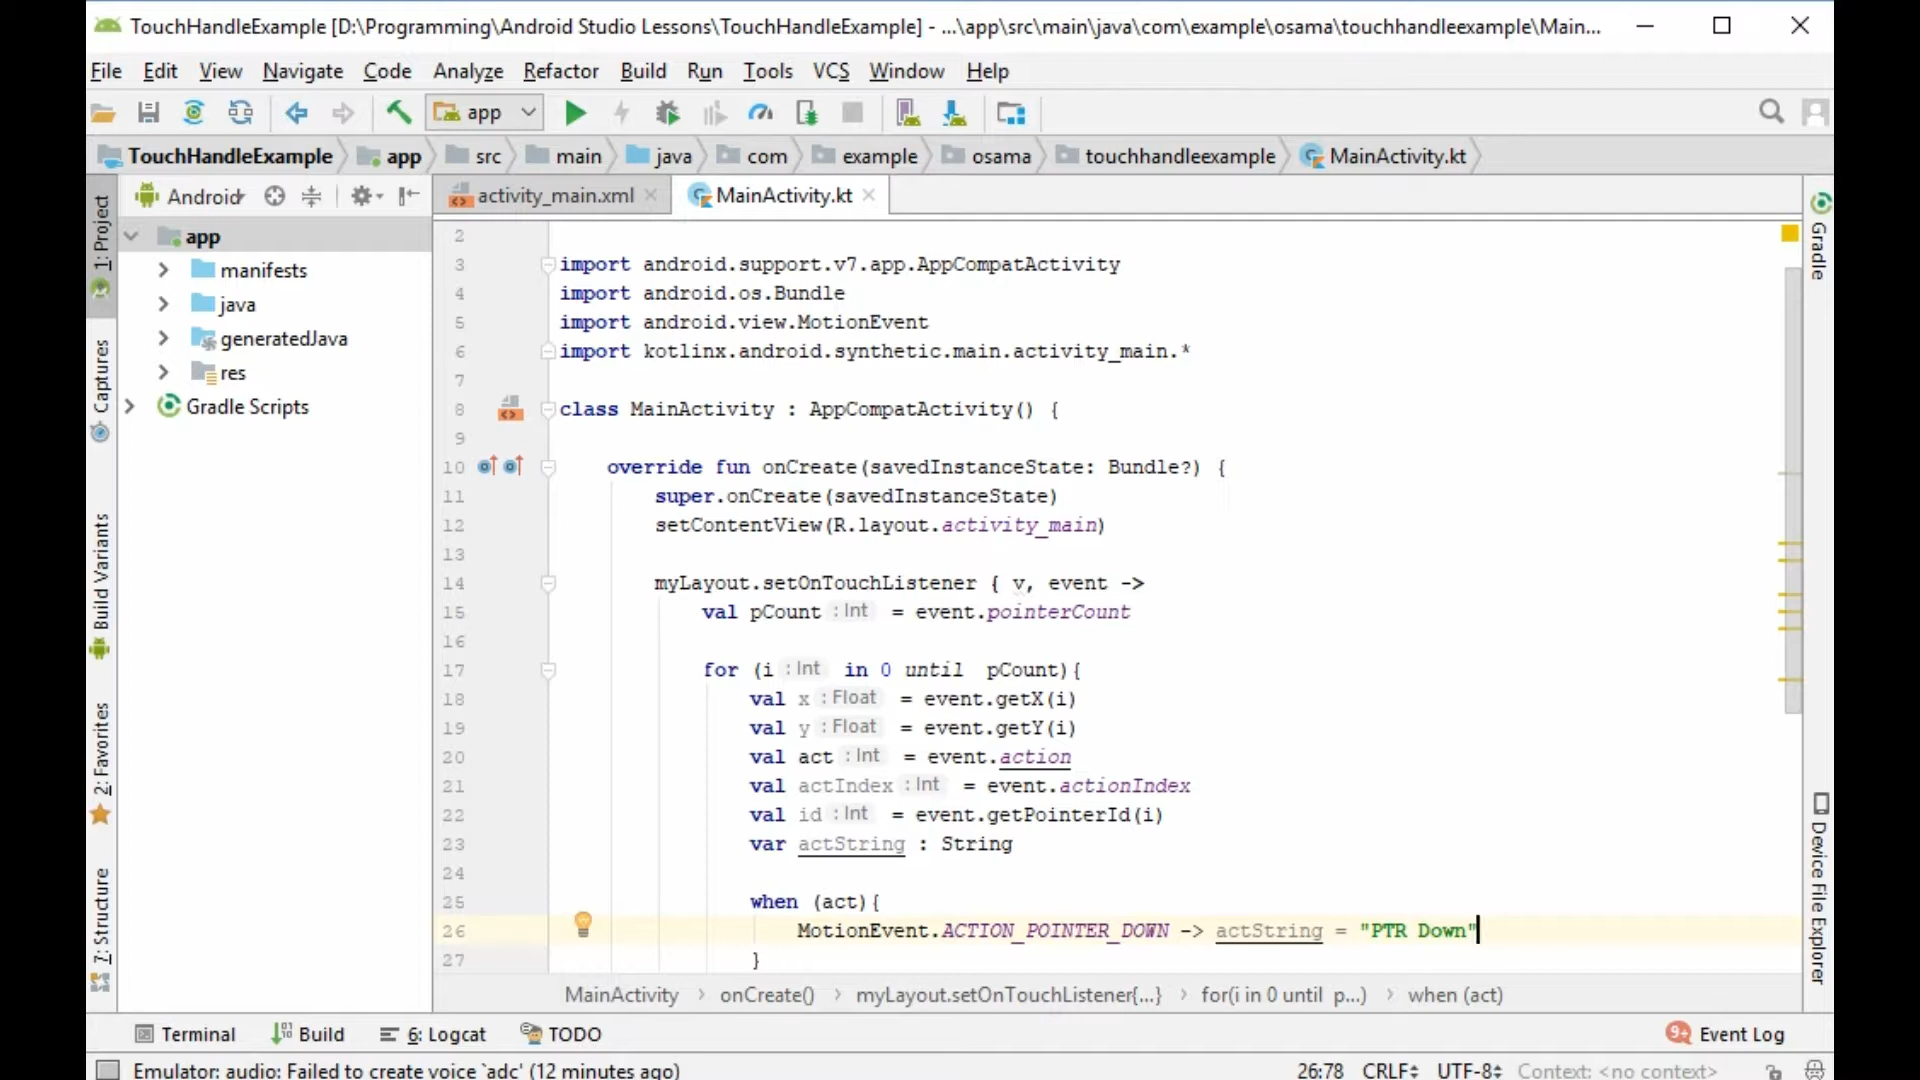 TouchHandleExample [D:\Programming\Android Studio Lessons\TouchHandleExample] - ...\app\src\main\java\com\example\osama\touchhandleexample\Main...
File Edit View Navigate Code Analyze Refactor Build Run Tools VCS Window Help
app
TouchHandleExample app src main java com example osama touchhandleexample MainActivity.kt
Android activity_main.xml MainActivity.kt
1: Project
Captures
Build Variants
2: Favorites
7: Structure
app
manifests
java
generatedJava
res
Gradle Scripts
2
3 import android.support.v7.app.AppCompatActivity
4 import android.os.Bundle
5 import android.view.MotionEvent
6 import kotlinx.android.synthetic.main.activity_main.*
7
8 class MainActivity : AppCompatActivity() {
9
10 override fun onCreate(savedInstanceState: Bundle?) {
11 super.onCreate(savedInstanceState)
12 setContentView(R.layout.activity_main)
13
14 myLayout.setOnTouchListener { v, event ->
15 val pCount : Int = event.pointerCount
16
17 for (i : Int in 0 until pCount){
18 val x : Float = event.getX(i)
19 val y : Float = event.getY(i)
20 val act : Int = event.action
21 val actIndex : Int = event.actionIndex
22 val id : Int = event.getPointerId(i)
23 var actString : String
24
25 when (act){
26 MotionEvent.ACTION_POINTER_DOWN -> actString = "PTR Down"
27 }
MainActivity › onCreate() › myLayout.setOnTouchListener{...} › for(i in 0 until p...) › when (act)
Gradle
Device File Explorer
Terminal Build 6: Logcat TODO 9+ Event Log
Emulator: audio: Failed to create voice `adc' (12 minutes ago) 26:78 CRLF UTF-8 Context: <no context>